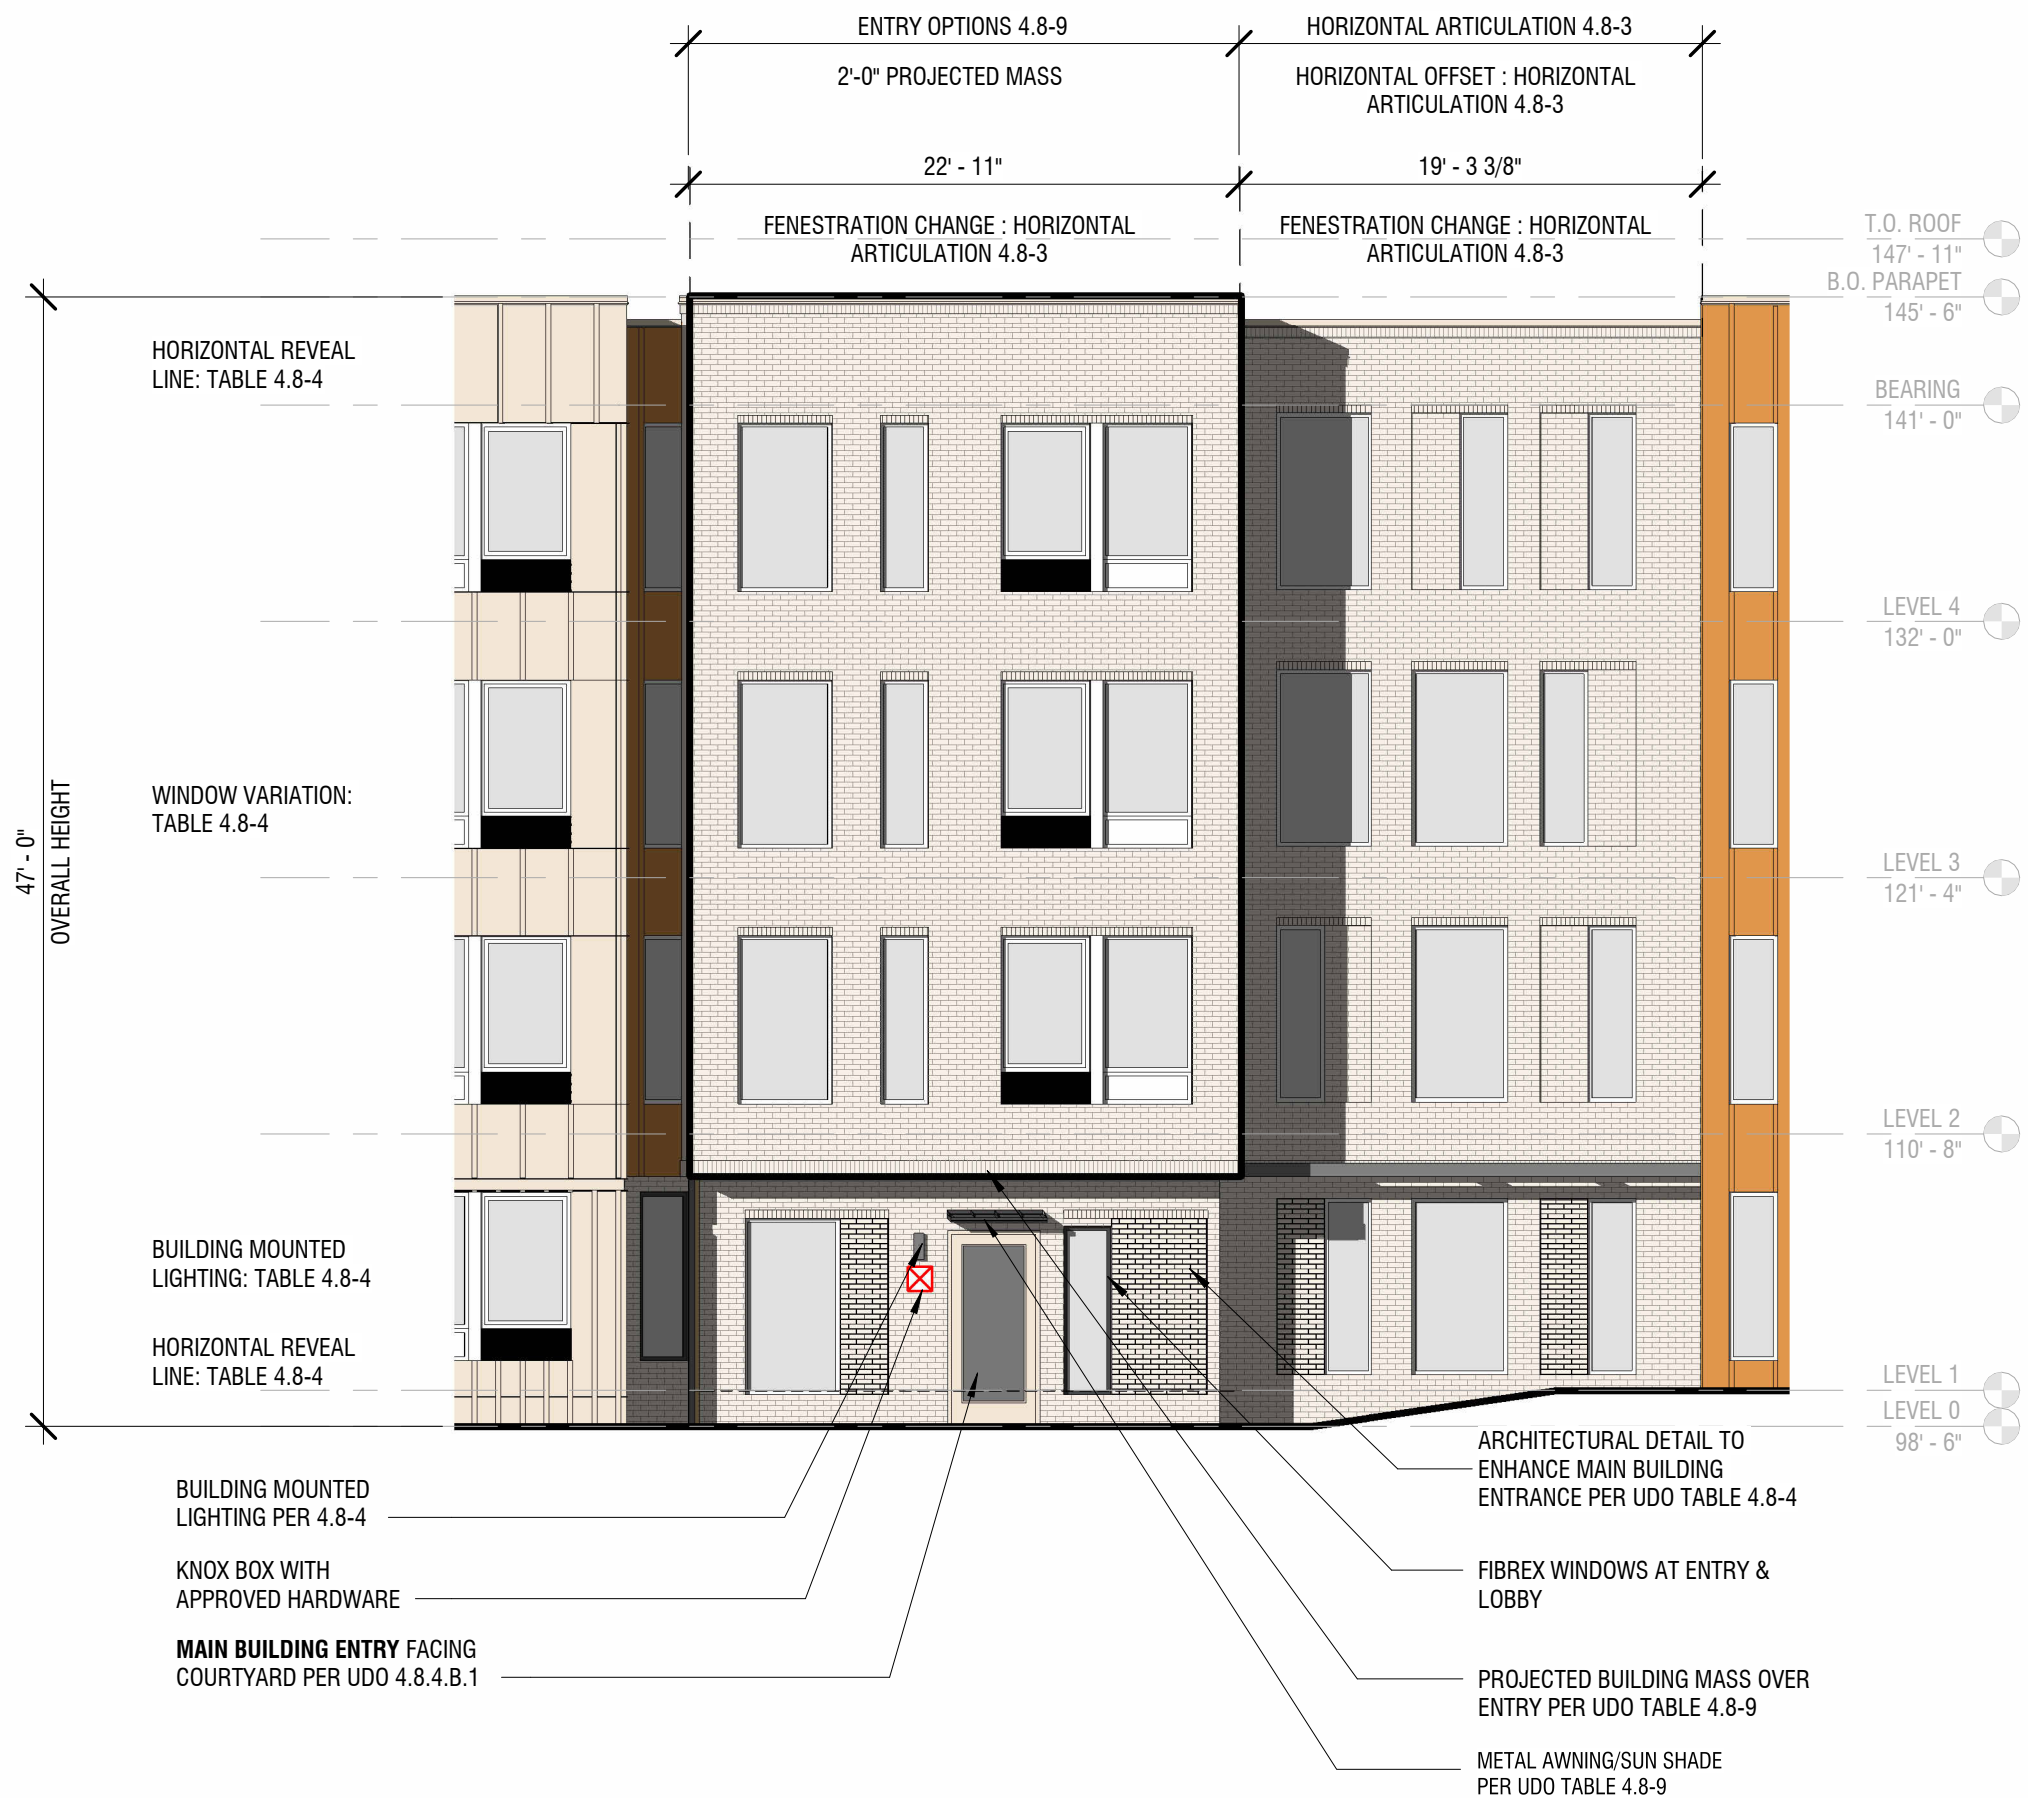 ENTRY OPTIONS 4.8-9
HORIZONTAL ARTICULATION 4.8-3
2'-0" PROJECTED MASS
HORIZONTAL OFFSET : HORIZONTAL
ARTICULATION 4.8-3
22' - 11"
19' - 3 3/8"
FENESTRATION CHANGE : HORIZONTAL
ARTICULATION 4.8-3
FENESTRATION CHANGE : HORIZONTAL
ARTICULATION 4.8-3
T.O. ROOF
147' - 11"
B.O. PARAPET
145' - 6"
HORIZONTAL REVEAL
LINE: TABLE 4.8-4
BEARING
141' - 0"
LEVEL 4
132' - 0"
WINDOW VARIATION:
TABLE 4.8-4
47' - 0"
OVERALL HEIGHT
LEVEL 3
121' - 4"
LEVEL 2
110' - 8"
BUILDING MOUNTED
LIGHTING: TABLE 4.8-4
HORIZONTAL REVEAL
LINE: TABLE 4.8-4
LEVEL 1
LEVEL 0
98' - 6"
BUILDING MOUNTED
LIGHTING PER 4.8-4
KNOX BOX WITH
APPROVED HARDWARE
MAIN BUILDING ENTRY FACING
COURTYARD PER UDO 4.8.4.B.1
ARCHITECTURAL DETAIL TO
ENHANCE MAIN BUILDING
ENTRANCE PER UDO TABLE 4.8-4
FIBREX WINDOWS AT ENTRY &
LOBBY
PROJECTED BUILDING MASS OVER
ENTRY PER UDO TABLE 4.8-9
METAL AWNING/SUN SHADE
PER UDO TABLE 4.8-9